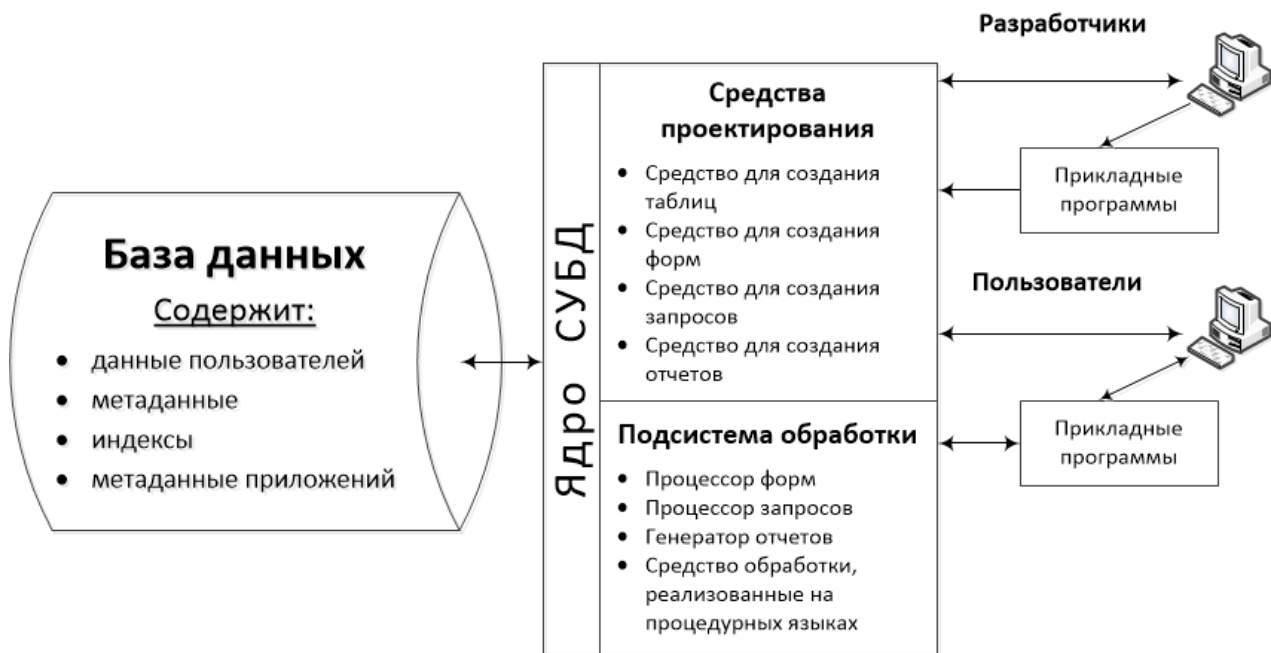 База данных
Содержит:
• данные пользователей
• метаданные
• индексы
• метаданные приложений
Ядро СУБД
Средства
проектирования
• Средство для создания
таблиц
• Средство для создания
форм
• Средство для создания
запросов
• Средство для создания
отчетов
Подсистема обработки
• Процессор форм
• Процессор запросов
• Генератор отчетов
• Средство обработки,
реализованные на
процедурных языках
Разработчики
Прикладные
программы
Пользователи
Прикладные
программы